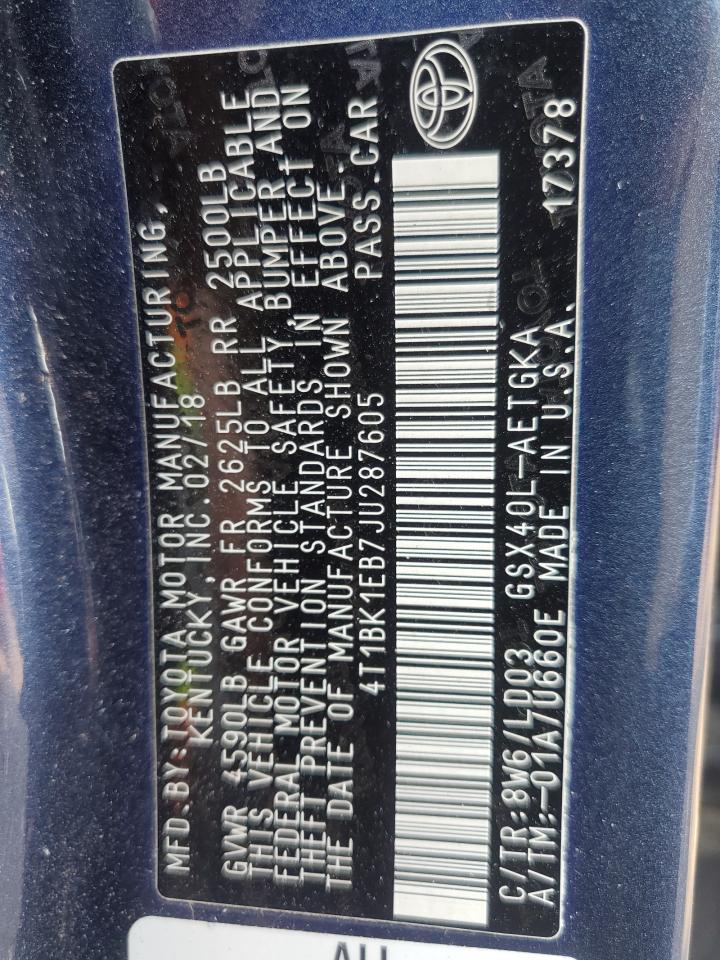 MFD.BY:TOYOTA MOTOR MANUFACTURING,
KENTUCKY, INC. 02/18
GVWR 4590LB GAWR FR 2625LB RR 2500LB
THIS VEHICLE CONFORMS TO ALL APPLICABLE
FEDERAL MOTOR VEHICLE SAFETY, BUMPER AND
THEFT PREVENTION STANDARDS IN EFFECT ON
THE DATE OF MANUFACTURE SHOWN ABOVE.
4T1BK1EB7JU287605 PASS.CAR
C/TR:8W6/LD03 GSX40L-AETGKA
A/TM:-01A/U660E MADE IN U.S.A. 17378